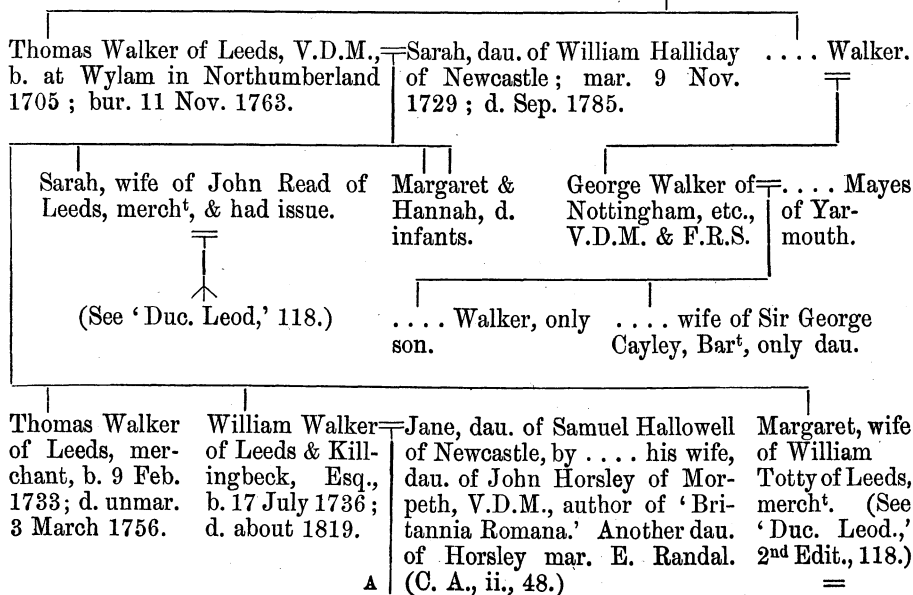 Thomas Walker of Leeds, V.D.M.,
b. at Wylam in Northumberland
1705 ; bur. 11 Nov. 1763.
Sarah, dau. of William Halliday
of Newcastle ; mar. 9 Nov.
1729 ; d. Sep. 1785.
. . . . Walker.
Sarah, wife of John Read of
Leeds, mercht, & had issue.
(See ‘ Duc. Leod,’ 118.)
Margaret &
Hannah, d.
infants.
George Walker of
Nottingham, etc.,
V.D.M. & F.R.S.
. . . . Mayes
of Yar-
mouth.
. . . . Walker, only
son.
. . . . wife of Sir George
Cayley, Bart, only dau.
Thomas Walker
of Leeds, mer-
chant, b. 9 Feb.
1733; d. unmar.
3 March 1756.
William Walker
of Leeds & Kill-
ingbeck, Esq.,
b. 17 July 1736 ;
d. about 1819.
A
Jane, dau. of Samuel Hallowell
of Newcastle, by . . . . his wife,
dau. of John Horsley of Mor-
peth, V.D.M., author of ‘ Bri-
tannia Romana.’ Another dau.
of Horsley mar. E. Randal.
(C. A., ii., 48.)
Margaret, wife
of William
Totty of Leeds,
mercht. (See
‘ Duc. Leod.,’
2nd Edit., 118.)